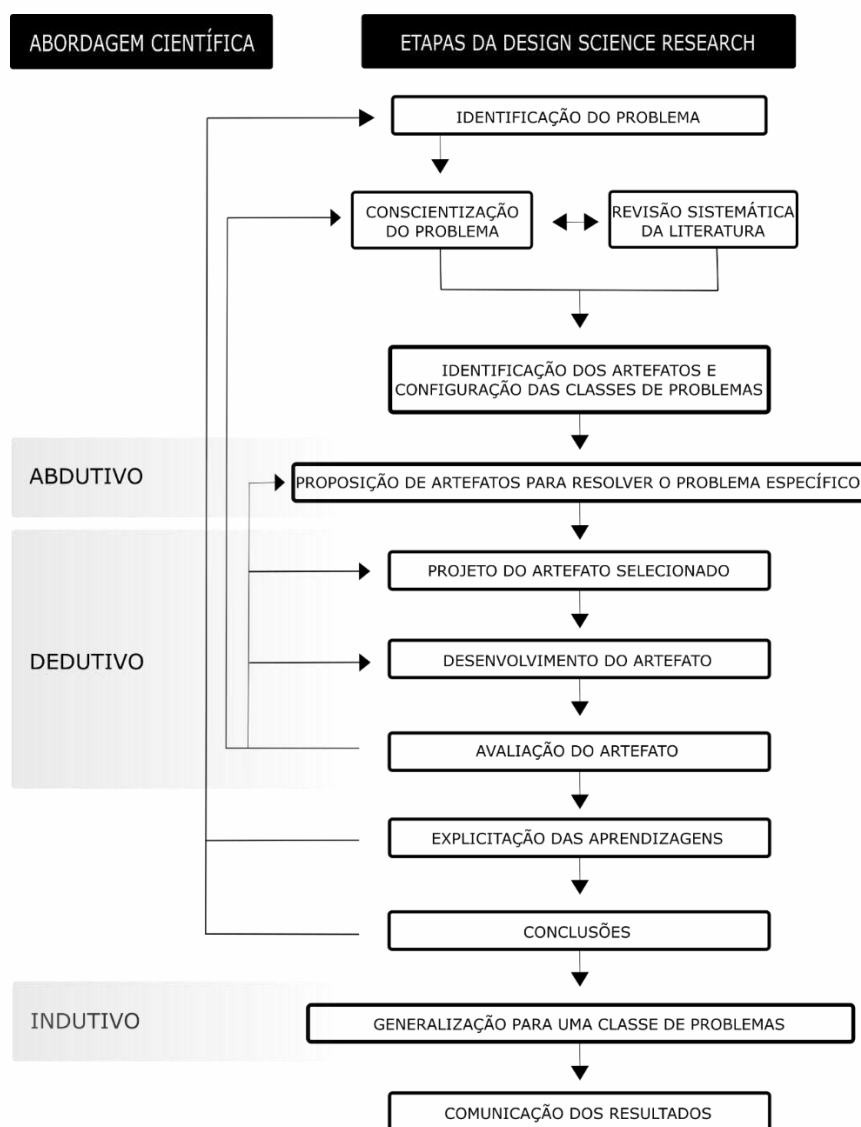 ABORDAGEM CIENTÍFICA
ETAPAS DA DESIGN SCIENCE RESEARCH
IDENTIFICAÇÃO DO PROBLEMA
CONSCIENTIZAÇÃO
DO PROBLEMA
REVISÃO SISTEMÁTICA
DA LITERATURA
IDENTIFICAÇÃO DOS ARTEFATOS E
CONFIGURAÇÃO DAS CLASSES DE PROBLEMAS
ABDUTIVO
PROPOSIÇÃO DE ARTEFATOS PARA RESOLVER O PROBLEMA ESPECÍFICO
PROJETO DO ARTEFATO SELECIONADO
DEDUTIVO
DESENVOLVIMENTO DO ARTEFATO
AVALIAÇÃO DO ARTEFATO
EXPLICITAÇÃO DAS APRENDIZAGENS
CONCLUSÕES
INDUTIVO
GENERALIZAÇÃO PARA UMA CLASSE DE PROBLEMAS
COMUNICAÇÃO DOS RESULTADOS